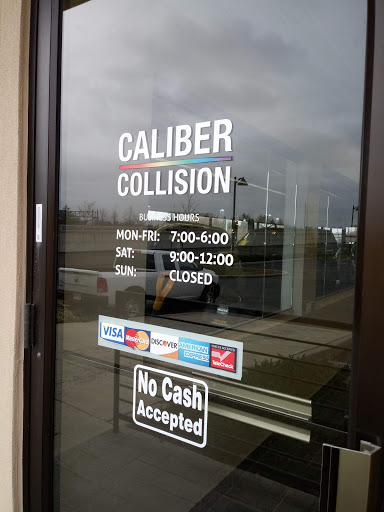 CALIBER
COLLISION
BUSINESS HOURS
MON-FRI: 7:00-6:00
SAT: 9:00-12:00
SUN: CLOSED
VISA MasterCard DISCOVER AMERICAN EXPRESS TeleCheck
No Cash
Accepted